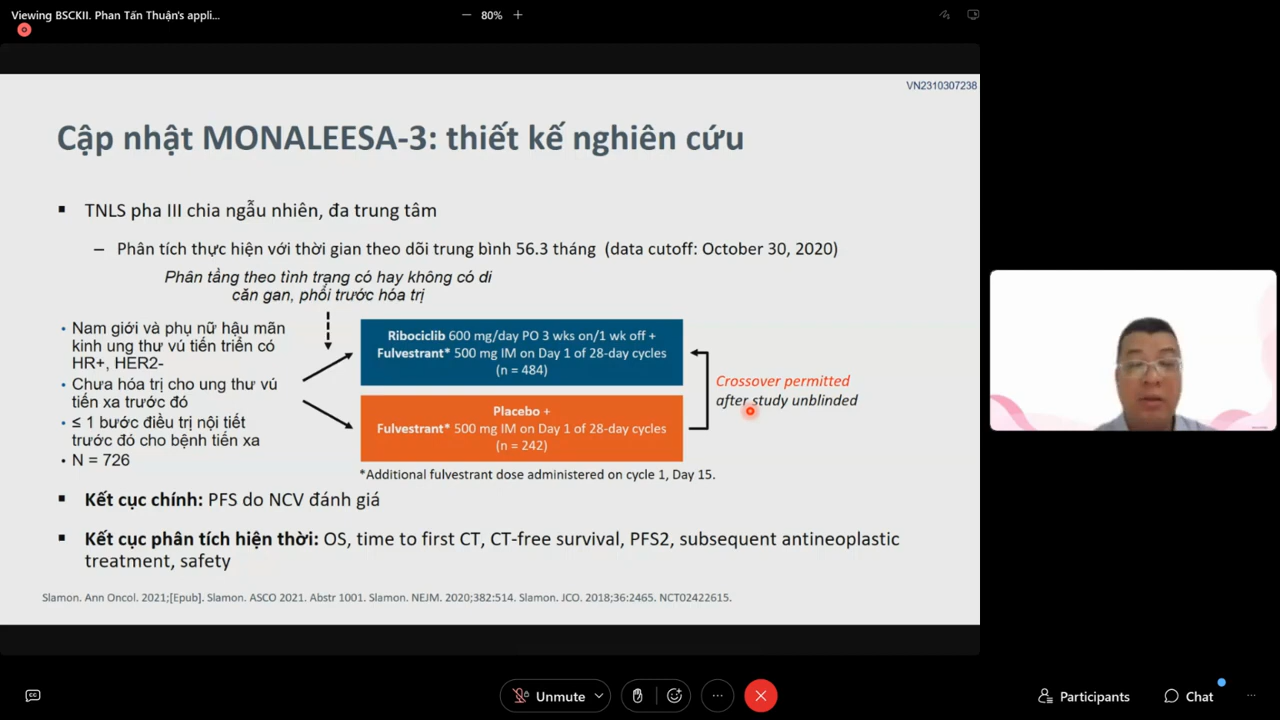 Viewing BSCKII. Phan Tấn Thuận's appli...
80%
VN2310307238
Cập nhật MONALEESA-3: thiết kế nghiên cứu
▪ TNLS pha III chia ngẫu nhiên, đa trung tâm
– Phân tích thực hiện với thời gian theo dõi trung bình 56.3 tháng (data cutoff: October 30, 2020)
Phân tầng theo tình trạng có hay không có di
căn gan, phổi trước hóa trị
• Nam giới và phụ nữ hậu mãn
kinh ung thư vú tiến triển có
HR+, HER2-
• Chưa hóa trị cho ung thư vú
tiến xa trước đó
• ≤ 1 bước điều trị nội tiết
trước đó cho bệnh tiến xa
• N = 726
Ribociclib 600 mg/day PO 3 wks on/1 wk off +
Fulvestrant* 500 mg IM on Day 1 of 28-day cycles
(n = 484)
Placebo +
Fulvestrant* 500 mg IM on Day 1 of 28-day cycles
(n = 242)
Crossover permitted
after study unblinded
*Additional fulvestrant dose administered on cycle 1, Day 15.
▪ Kết cục chính: PFS do NCV đánh giá
▪ Kết cục phân tích hiện thời: OS, time to first CT, CT-free survival, PFS2, subsequent antineoplastic
treatment, safety
Slamon. Ann Oncol. 2021;[Epub]. Slamon. ASCO 2021. Abstr 1001. Slamon. NEJM. 2020;382:514. Slamon. JCO. 2018;36:2465. NCT02422615.
Unmute
Participants
Chat